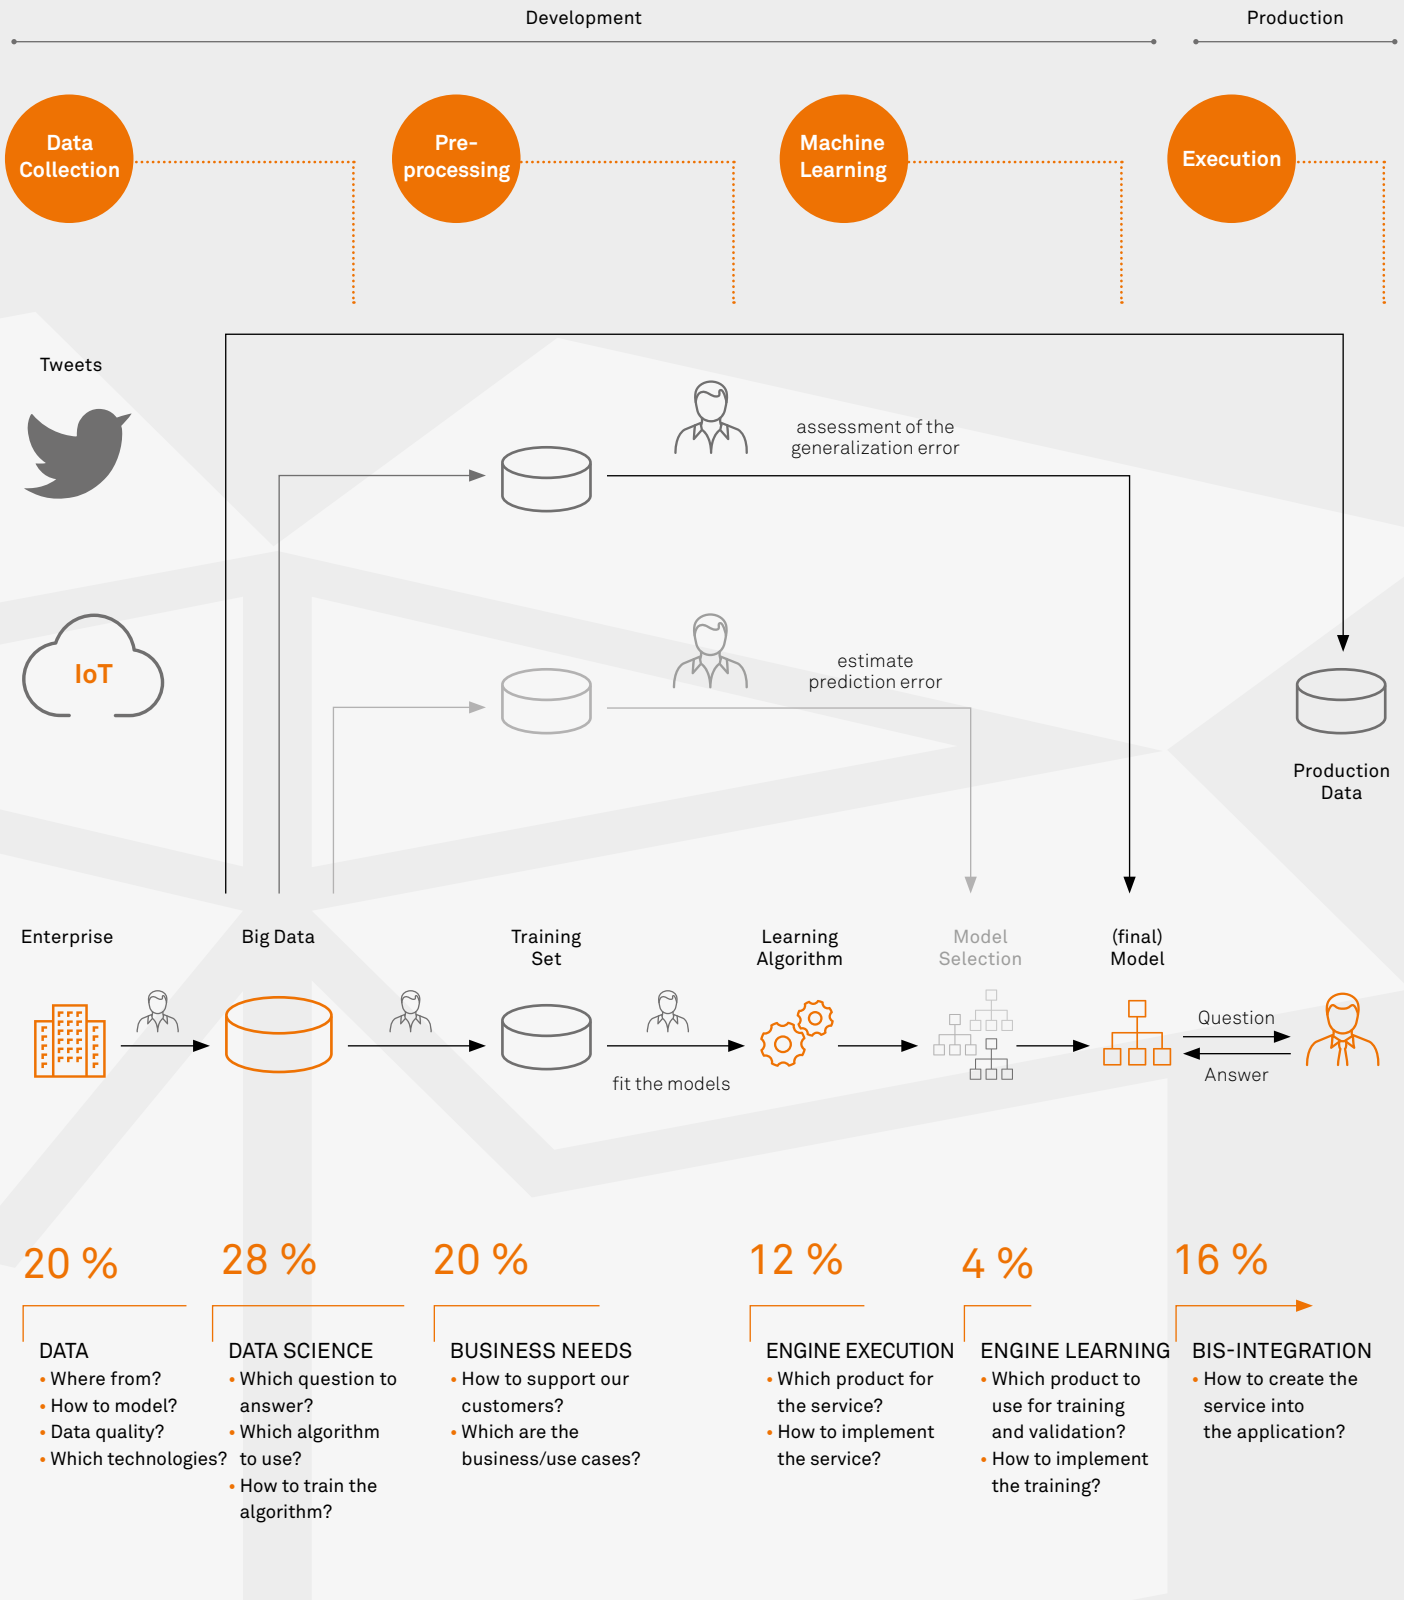 Development
Production
Data
Collection
Pre-
processing
Machine
Learning
Execution
Tweets
assessment of the
generalization error
IoT
estimate
prediction error
Production
Data
Enterprise
Big Data
Training
Set
Learning
Algorithm
Model
Selection
(final)
Model
fit the models
Question
Answer
20 %
DATA
• Where from?
• How to model?
• Data quality?
• Which technologies?
28 %
DATA SCIENCE
• Which question to
answer?
• Which algorithm
to use?
• How to train the
algorithm?
20 %
BUSINESS NEEDS
• How to support our
customers?
• Which are the
business/use cases?
12 %
ENGINE EXECUTION
• Which product for
the service?
• How to implement
the service?
4 %
ENGINE LEARNING
• Which product to
use for training
and validation?
• How to implement
the training?
16 %
BIS-INTEGRATION
• How to create the
service into
the application?